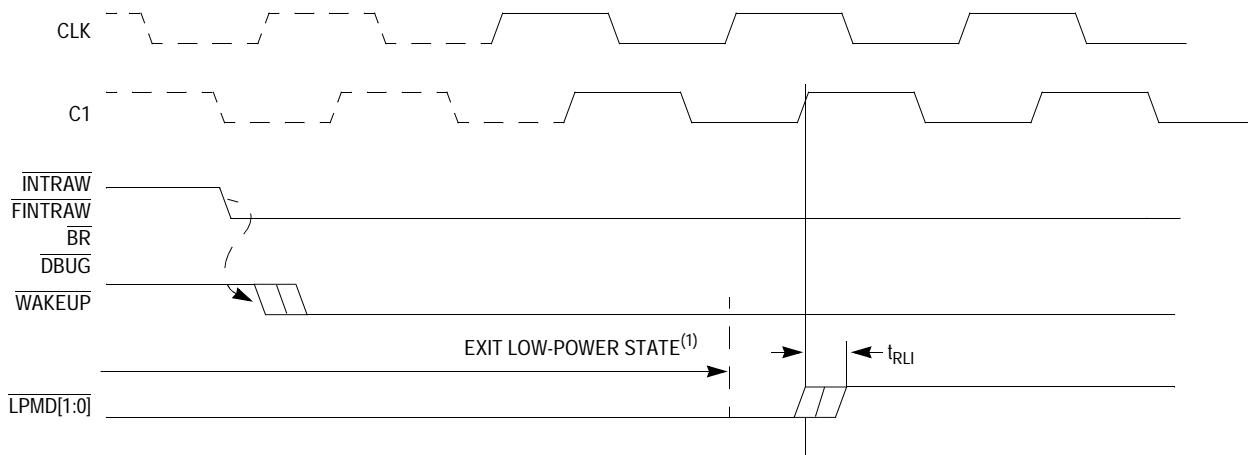 CLK
C1
INTRAW
FINTRAW
BR
DBUG
WAKEUP
EXIT LOW-POWER STATE(1)
tRLI
LPMD[1:0]